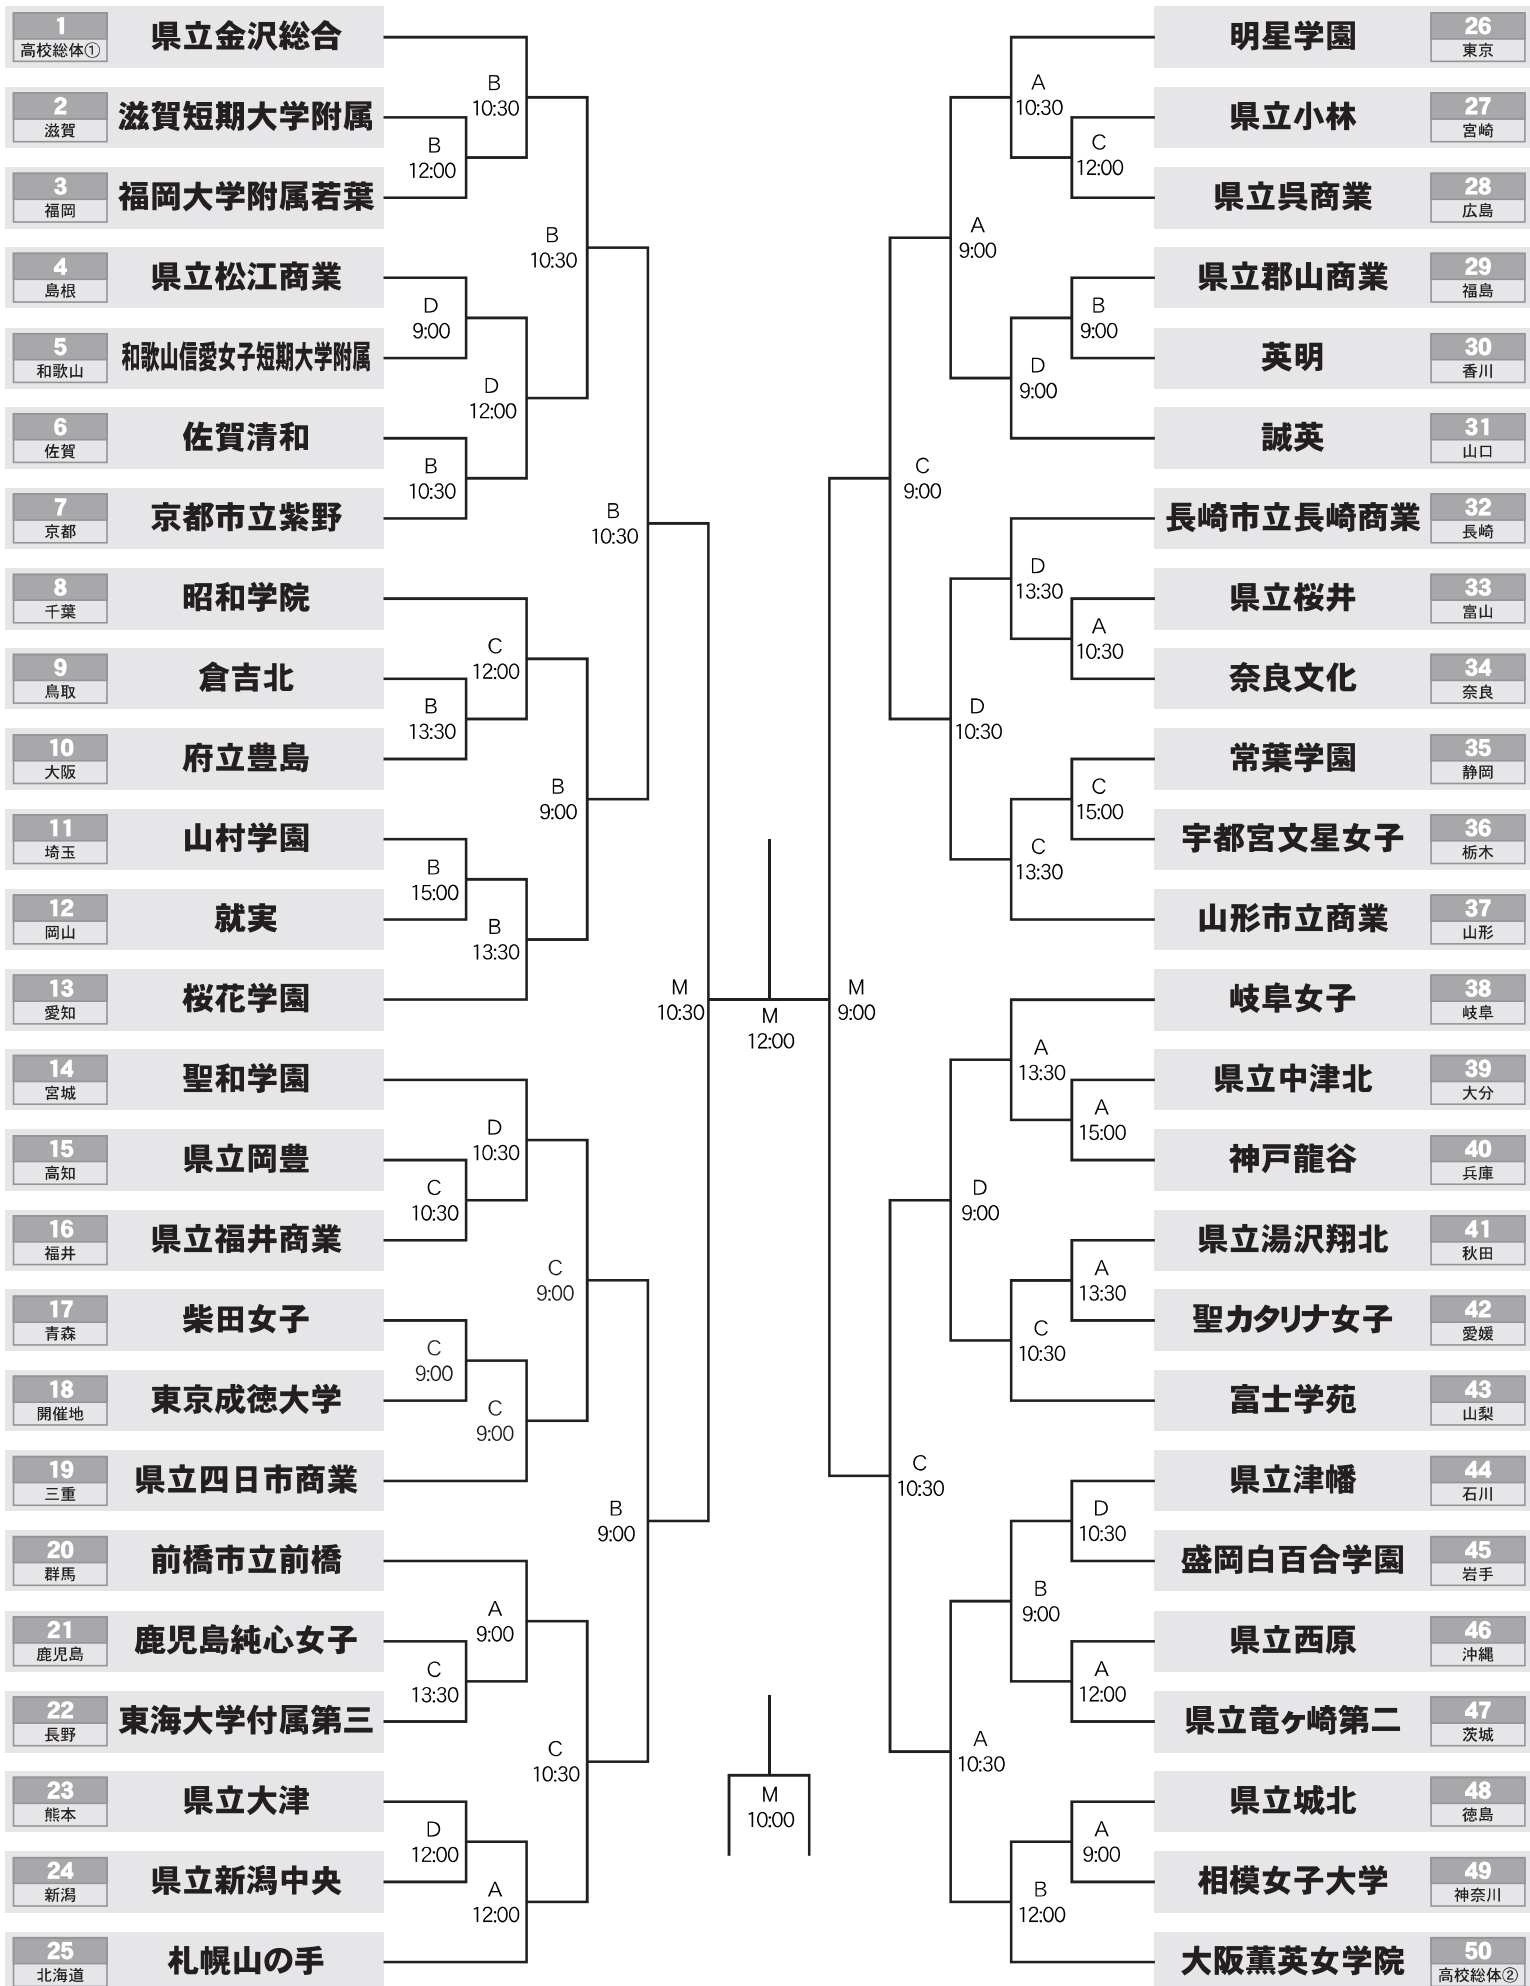 1
高校総体①
県立金沢総合
2
滋賀
滋賀短期大学附属
3
福岡
福岡大学附属若葉
4
島根
県立松江商業
5
和歌山
和歌山信愛女子短期大学附属
6
佐賀
佐賀清和
7
京都
京都市立紫野
8
千葉
昭和学院
9
鳥取
倉吉北
10
大阪
府立豊島
11
埼玉
山村学園
12
岡山
就実
13
愛知
桜花学園
14
宮城
聖和学園
15
高知
県立岡豊
16
福井
県立福井商業
17
青森
柴田女子
18
開催地
東京成徳大学
19
三重
県立四日市商業
20
群馬
前橋市立前橋
21
鹿児島
鹿児島純心女子
22
長野
東海大学付属第三
23
熊本
県立大津
24
新潟
県立新潟中央
25
北海道
札幌山の手
B
10:30
B
12:00
B
10:30
D
9:00
D
12:00
B
10:30
B
10:30
C
12:00
B
13:30
B
9:00
B
15:00
B
13:30
M
10:30
D
10:30
C
10:30
C
9:00
C
9:00
C
9:00
B
9:00
A
9:00
C
13:30
C
10:30
D
12:00
A
12:00
M
12:00
M
10:00
M
9:00
A
10:30
C
12:00
A
9:00
B
9:00
D
9:00
C
9:00
D
13:30
A
10:30
D
10:30
C
15:00
C
13:30
A
13:30
A
15:00
D
9:00
A
13:30
C
10:30
C
10:30
D
10:30
B
9:00
A
12:00
A
10:30
A
9:00
B
12:00
明星学園
26
東京
県立小林
27
宮崎
県立呉商業
28
広島
県立郡山商業
29
福島
英明
30
香川
誠英
31
山口
長崎市立長崎商業
32
長崎
県立桜井
33
富山
奈良文化
34
奈良
常葉学園
35
静岡
宇都宮文星女子
36
栃木
山形市立商業
37
山形
岐阜女子
38
岐阜
県立中津北
39
大分
神戸龍谷
40
兵庫
県立湯沢翔北
41
秋田
聖カタリナ女子
42
愛媛
富士学苑
43
山梨
県立津幡
44
石川
盛岡白百合学園
45
岩手
県立西原
46
沖縄
県立竜ヶ崎第二
47
茨城
県立城北
48
徳島
相模女子大学
49
神奈川
大阪薫英女学院
50
高校総体②